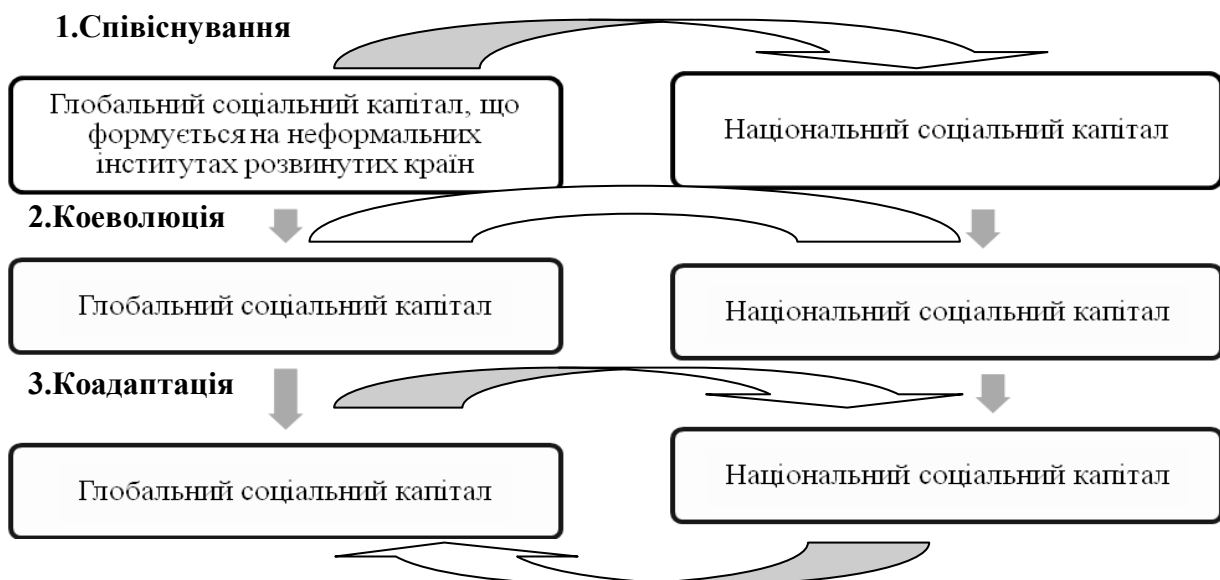 1.Співіснування
Глобальний соціальний капітал, що
формується на неформальних
інститутах розвинутих країн
Національний соціальний капітал
2.Коеволюція
Глобальний соціальний капітал
Національний соціальний капітал
3.Коадаптація
Глобальний соціальний капітал
Національний соціальний капітал